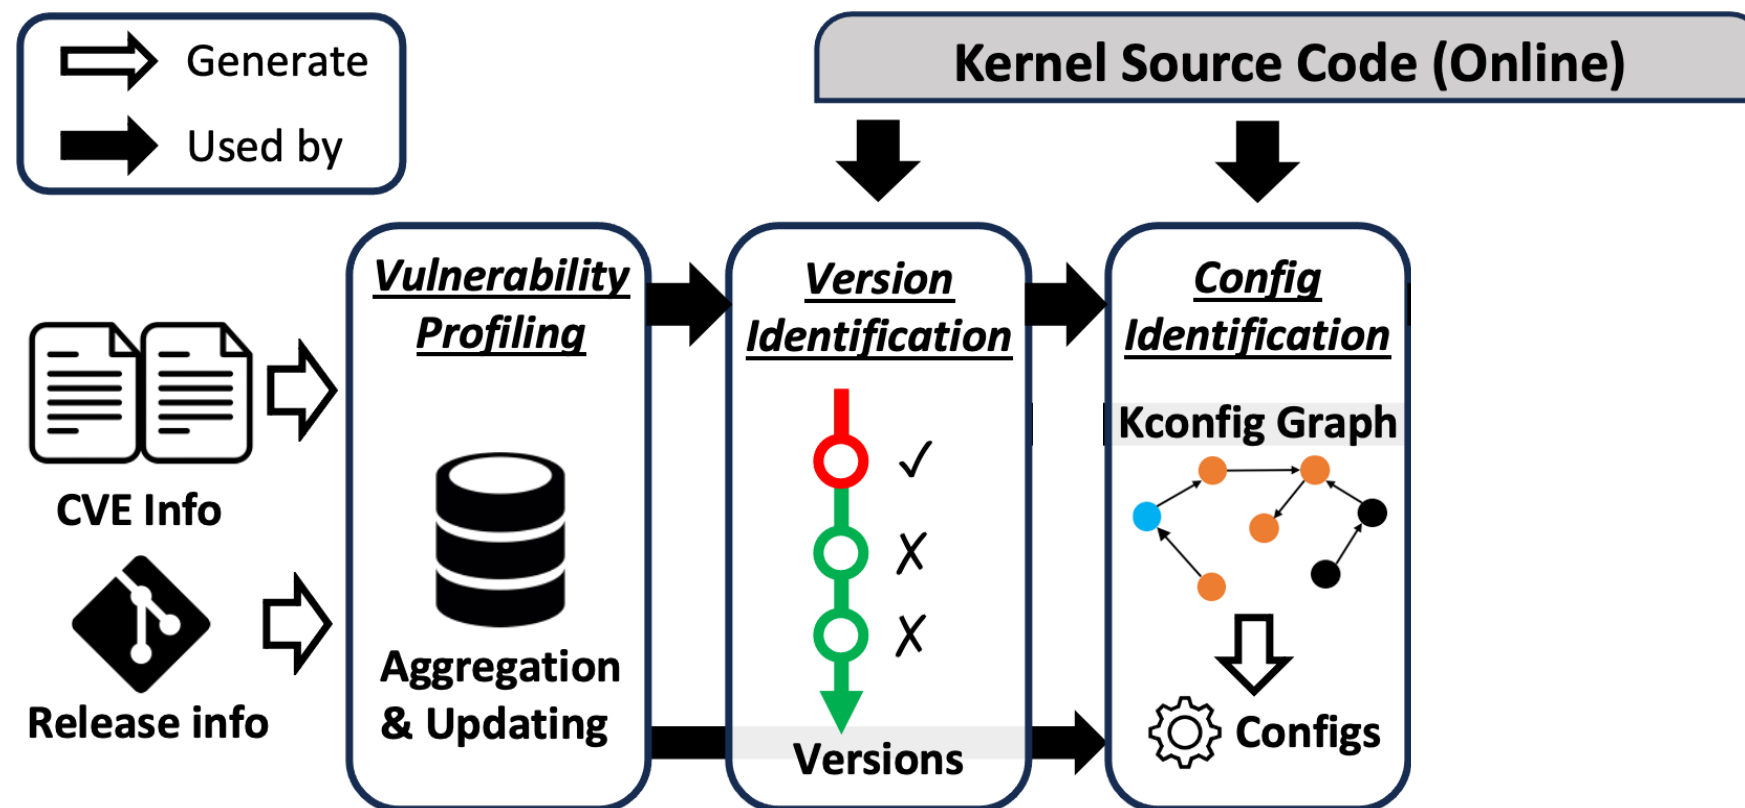 Generate
Used by
Kernel Source Code (Online)
CVE Info
Release info
Vulnerability
Profiling
Aggregation
& Updating
Version
Identification
✓
✗
✗
Versions
Config
Identification
Kconfig Graph
Configs